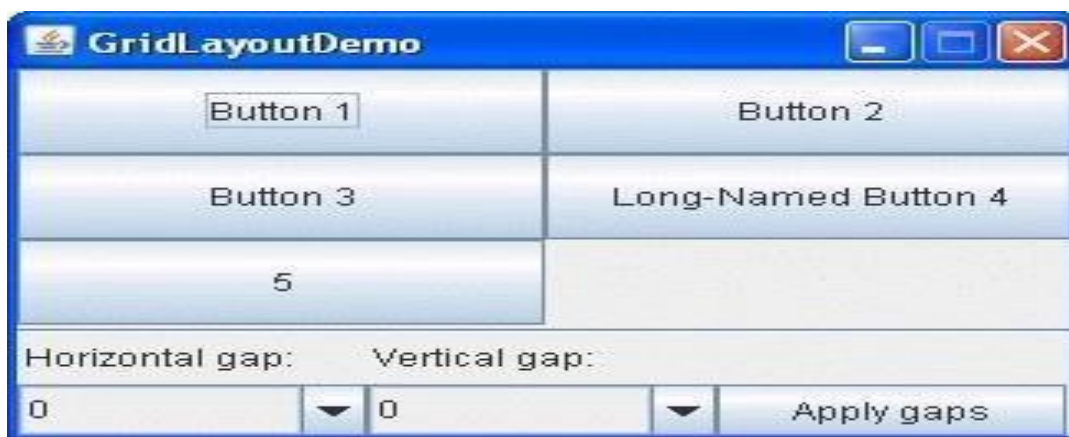 GridLayoutDemo
Button 1 Button 2
Button 3 Long-Named Button 4
5
Horizontal gap: Vertical gap:
0 0 Apply gaps